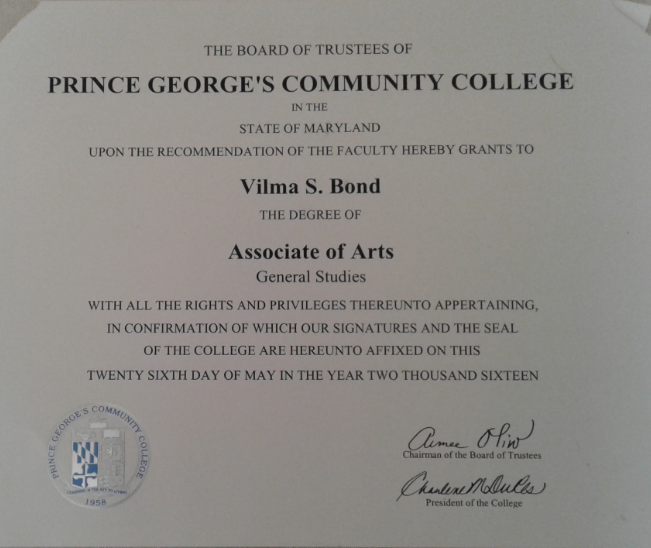 THE BOARD OF TRUSTEES OF
PRINCE GEORGE'S COMMUNITY COLLEGE
IN THE
STATE OF MARYLAND
UPON THE RECOMMENDATION OF THE FACULTY HEREBY GRANTS TO
Vilma S. Bond
THE DEGREE OF
Associate of Arts
General Studies
WITH ALL THE RIGHTS AND PRIVILEGES THEREUNTO APPERTAINING,
IN CONFIRMATION OF WHICH OUR SIGNATURES AND THE SEAL
OF THE COLLEGE ARE HEREUNTO AFFIXED ON THIS
TWENTY SIXTH DAY OF MAY IN THE YEAR TWO THOUSAND SIXTEEN
PRINCE GEORGE'S COMMUNITY COLLEGE
1958
Aimee Olivo
Chairman of the Board of Trustees
Charlene M Dukes
President of the College